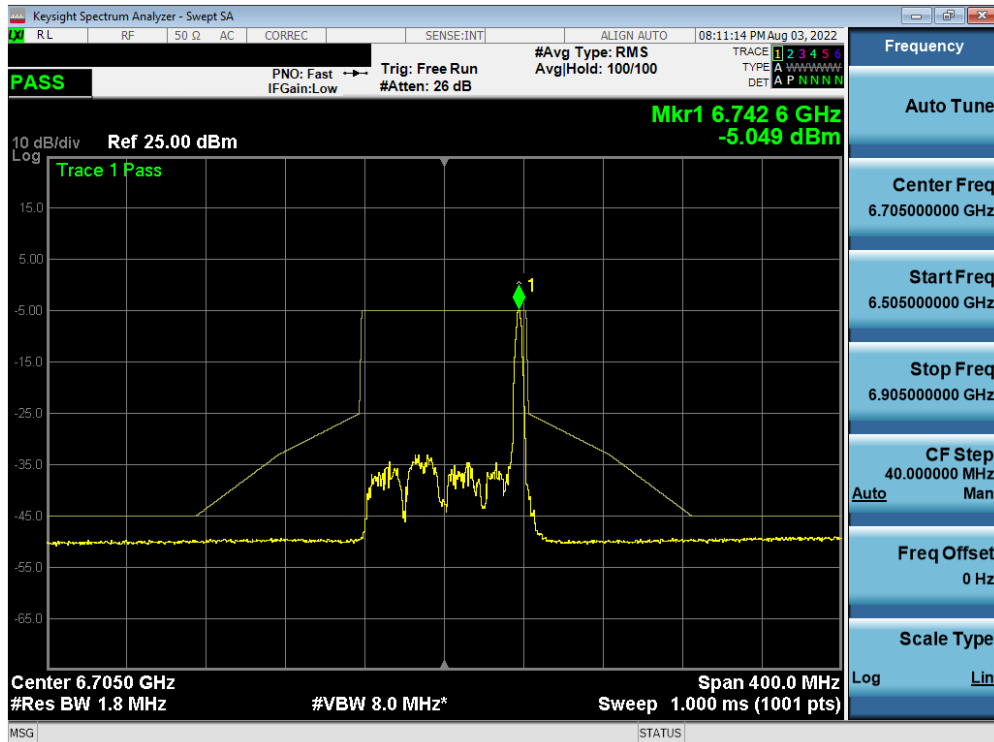 Keysight Spectrum Analyzer - Swept SA
LXI RL RF 50 Ω AC CORREC SENSE:INT ALIGN AUTO 08:11:14 PM Aug 03, 2022
PASS
PNO: Fast
IFGain:Low
Trig: Free Run
#Atten: 26 dB
#Avg Type: RMS
Avg|Hold: 100/100
TRACE 1 2 3 4 5 6
TYPE A WWWWW
DET A P N N N N
Mkr1 6.742 6 GHz
-5.049 dBm
10 dB/div
Log
Ref 25.00 dBm
Trace 1 Pass
15.0
5.00
-5.00
-15.0
-25.0
-35.0
-45.0
-55.0
-65.0
1
Center 6.7050 GHz
#Res BW 1.8 MHz
#VBW 8.0 MHz*
Span 400.0 MHz
Sweep 1.000 ms (1001 pts)
MSG
STATUS
Frequency
Auto Tune
Center Freq
6.705000000 GHz
Start Freq
6.505000000 GHz
Stop Freq
6.905000000 GHz
CF Step
40.000000 MHz
Auto Man
Freq Offset
0 Hz
Scale Type
Log Lin